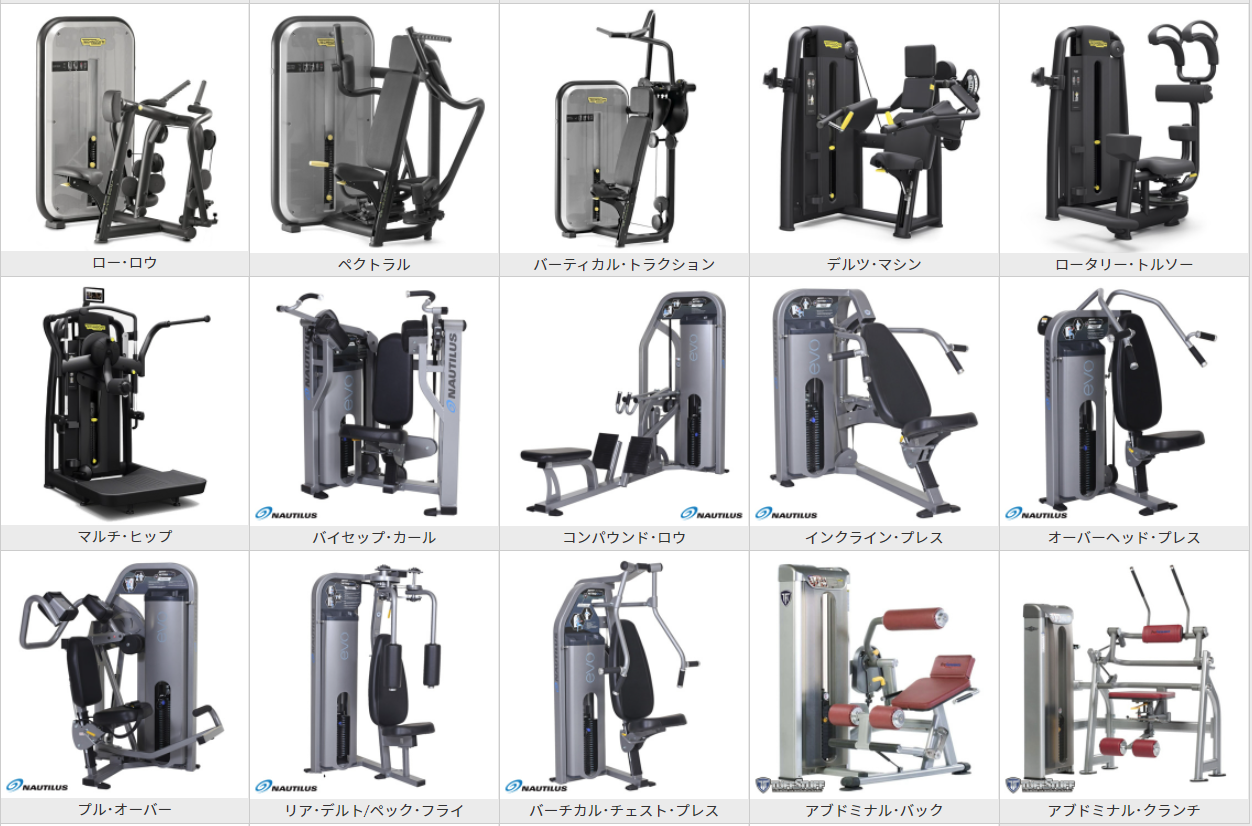 ロー・ロウ
ペクトラル
バーティカル・トラクション
デルツ・マシン
ロータリー・トルソー
マルチ・ヒップ
NAUTILUS
evo
NAUTILUS
NAUTILUS
バイセップ・カール
evo
NAUTILUS
コンパウンド・ロウ
evo
NAUTILUS
インクライン・プレス
evo
NAUTILUS
オーバーヘッド・プレス
evo
NAUTILUS
プル・オーバー
evo
NAUTILUS
リア・デルト/ペック・フライ
evo
NAUTILUS
バーチカル・チェスト・プレス
TUFFSTUFF
アブドミナル・バック
TUFFSTUFF
アブドミナル・クランチ